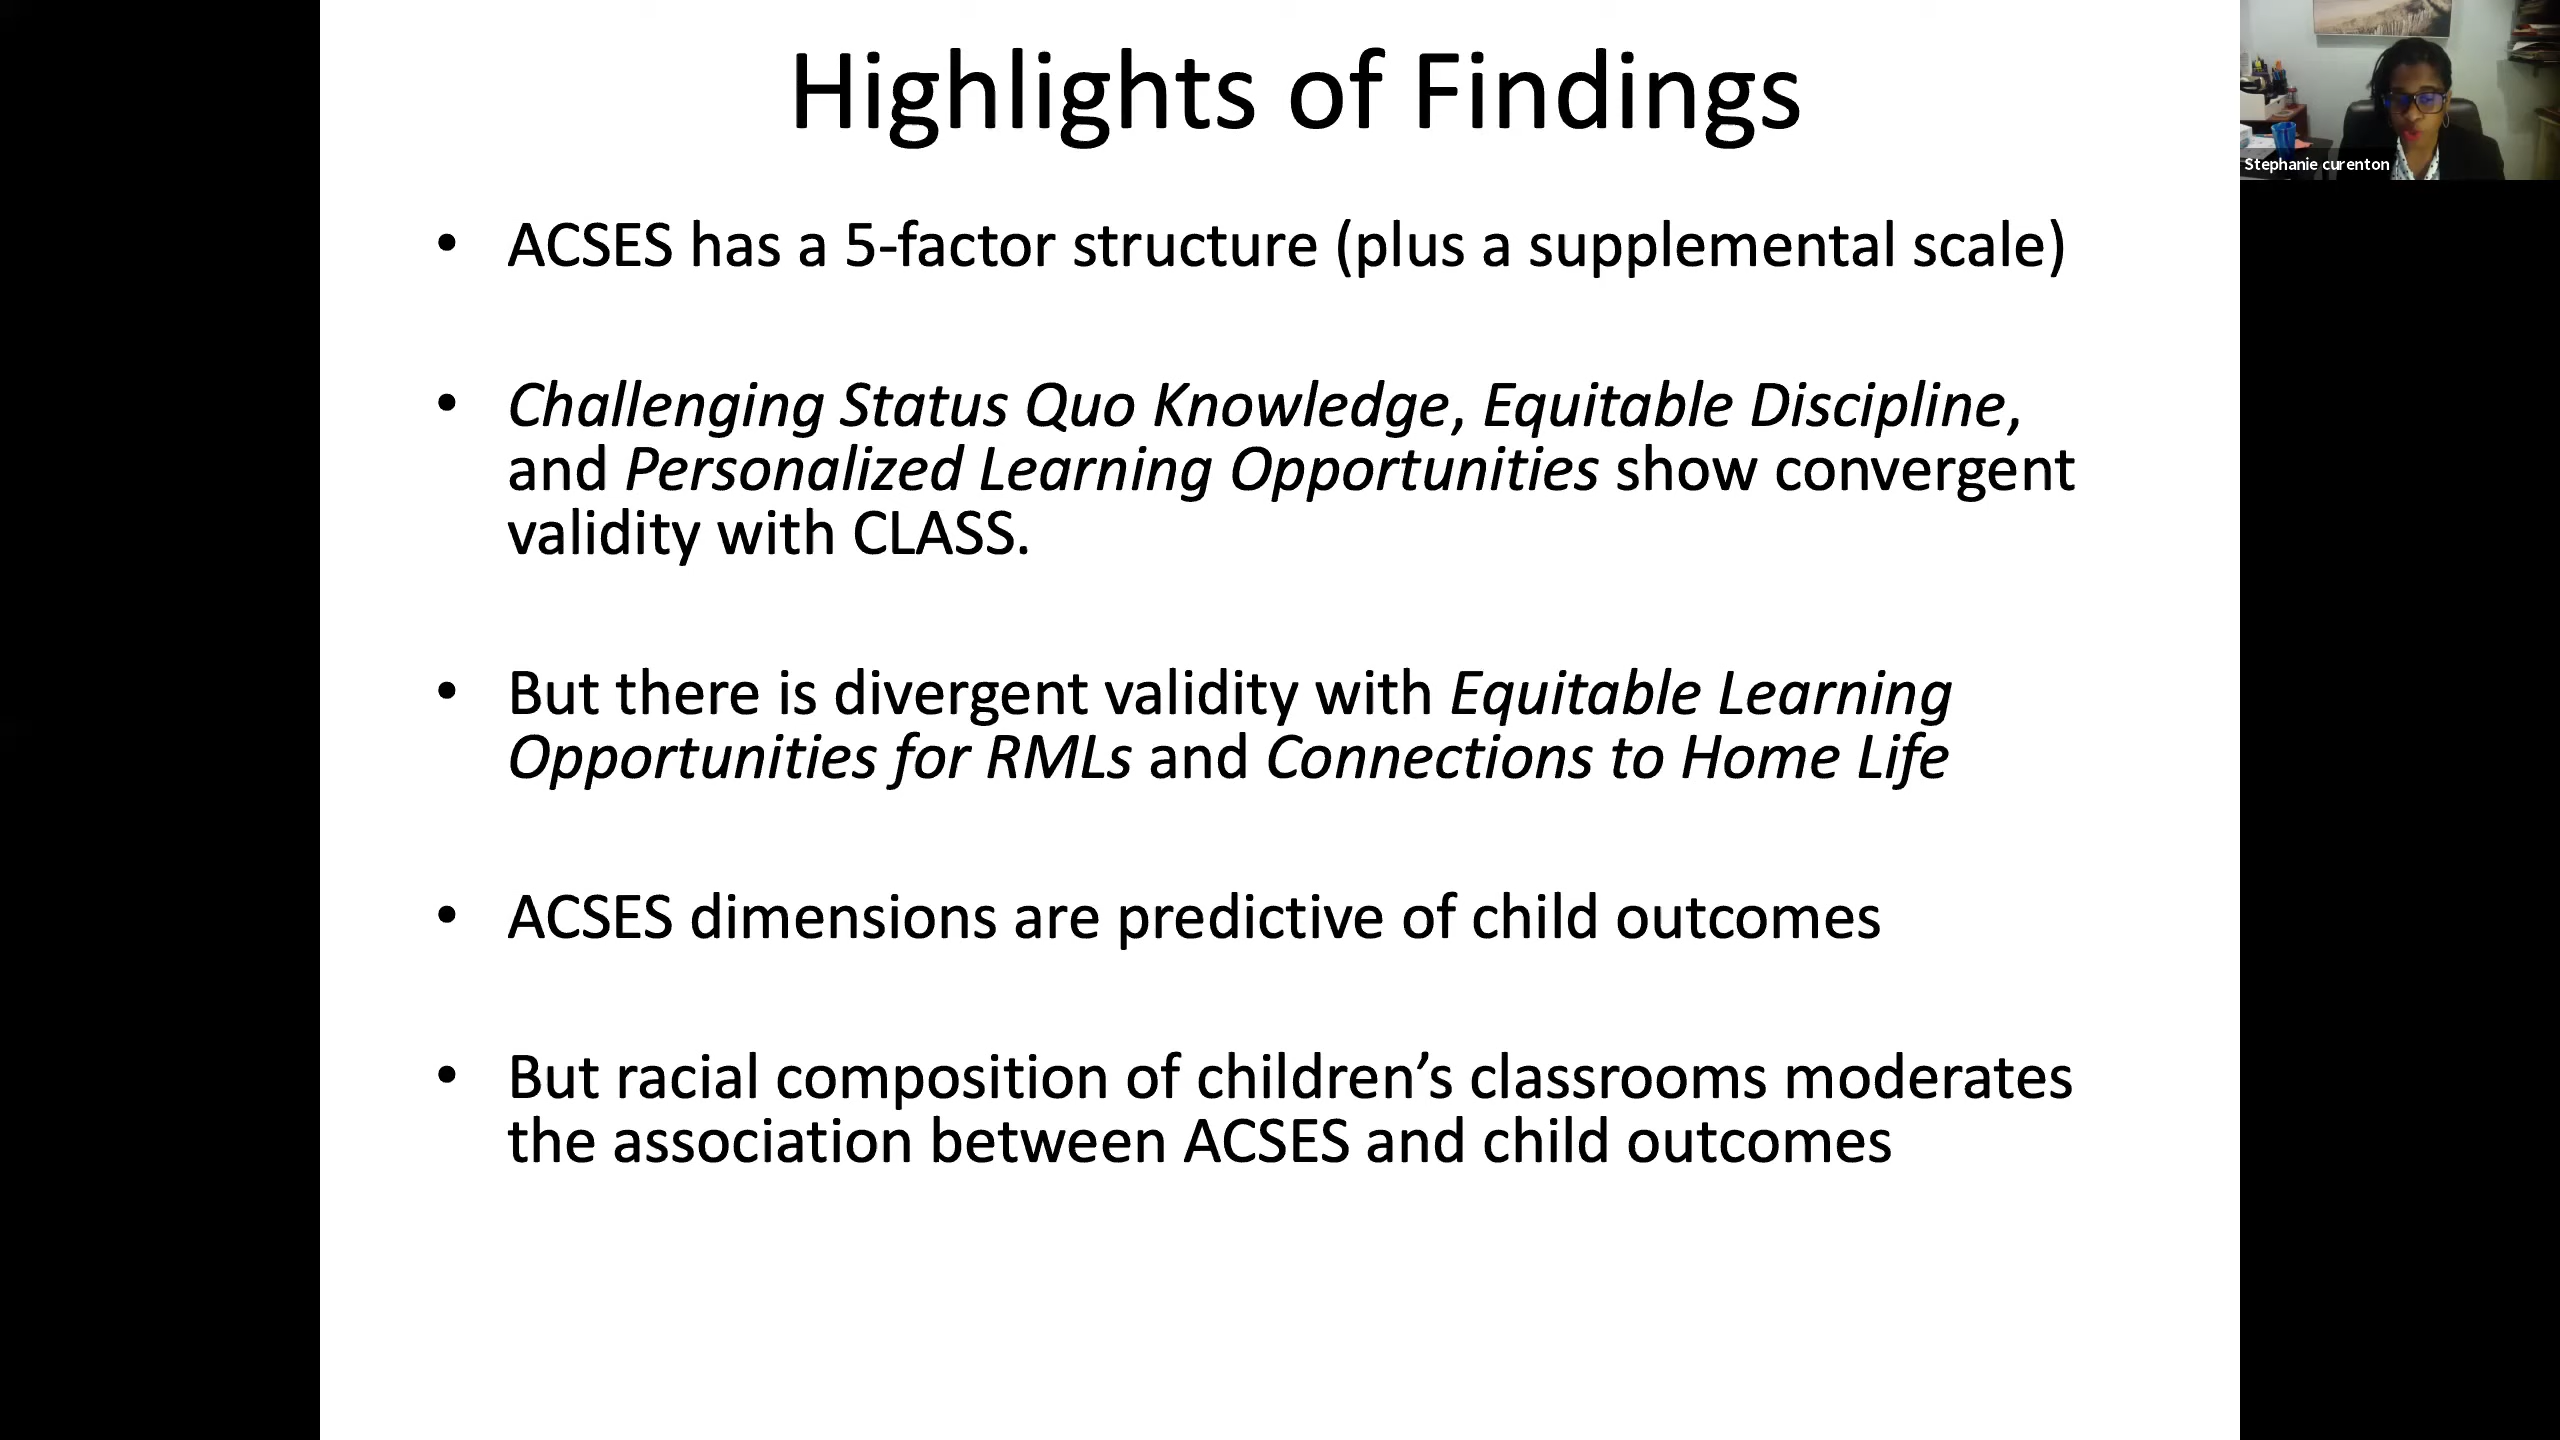 Highlights of Findings
Stephanie curenton
• ACSES has a 5-factor structure (plus a supplemental scale)
• Challenging Status Quo Knowledge, Equitable Discipline,
and Personalized Learning Opportunities show convergent
validity with CLASS.
• But there is divergent validity with Equitable Learning
Opportunities for RMLs and Connections to Home Life
• ACSES dimensions are predictive of child outcomes
• But racial composition of children’s classrooms moderates
the association between ACSES and child outcomes